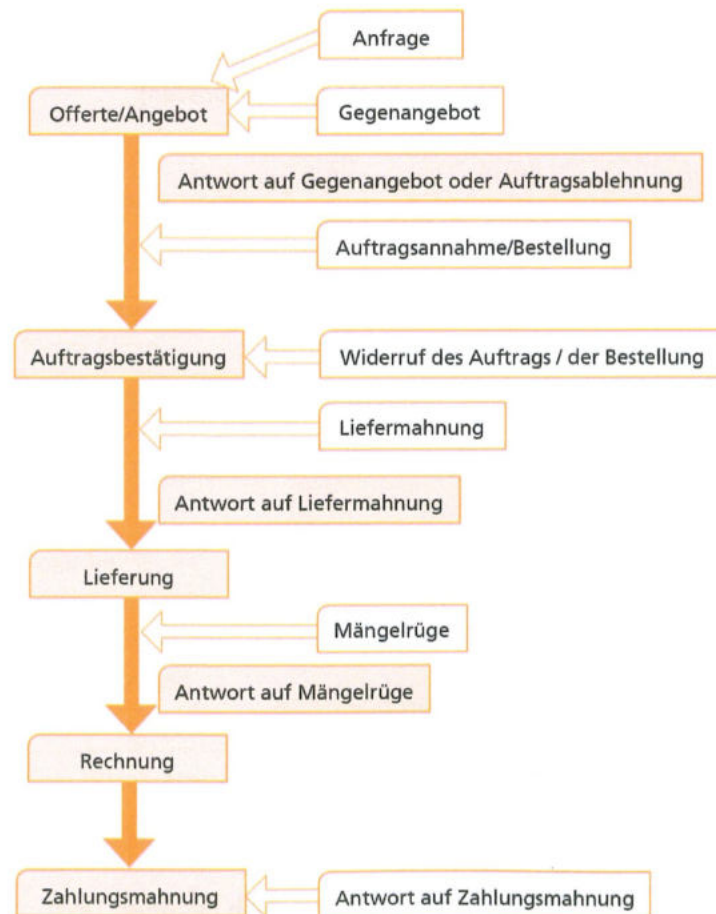 Anfrage
Offerte/Angebot
Gegenangebot
Antwort auf Gegenangebot oder Auftragsablehnung
Auftragsannahme/Bestellung
Auftragsbestätigung
Widerruf des Auftrags / der Bestellung
Liefermahnung
Antwort auf Liefermahnung
Lieferung
Mängelrüge
Antwort auf Mängelrüge
Rechnung
Zahlungsmahnung
Antwort auf Zahlungsmahnung